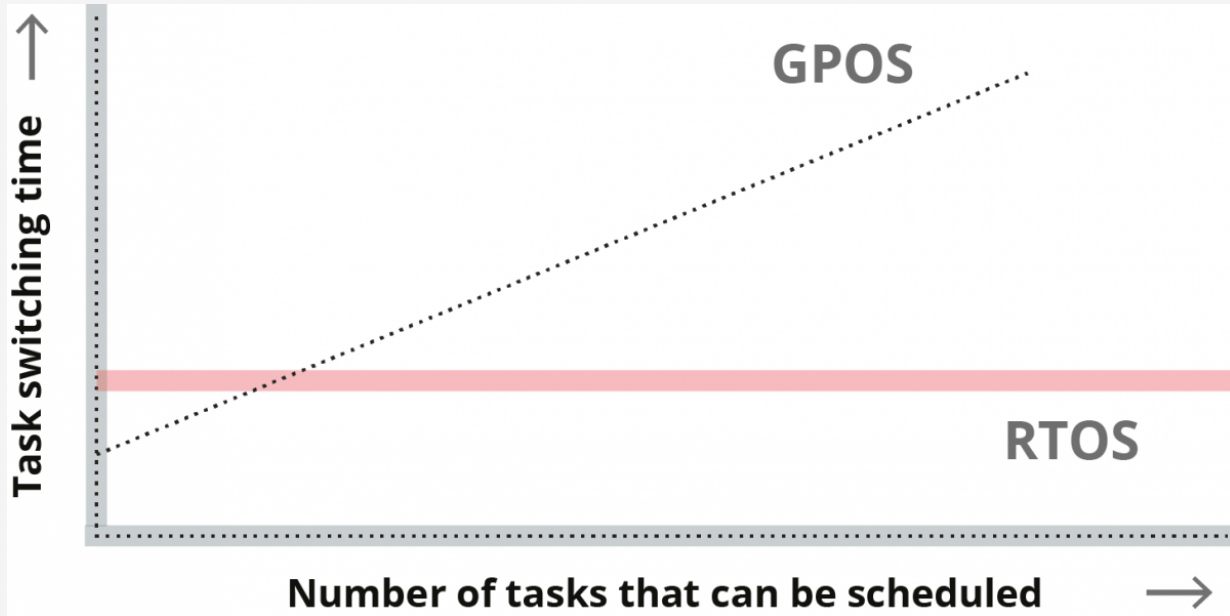 GPOS
Task switching time
RTOS
Number of tasks that can be scheduled